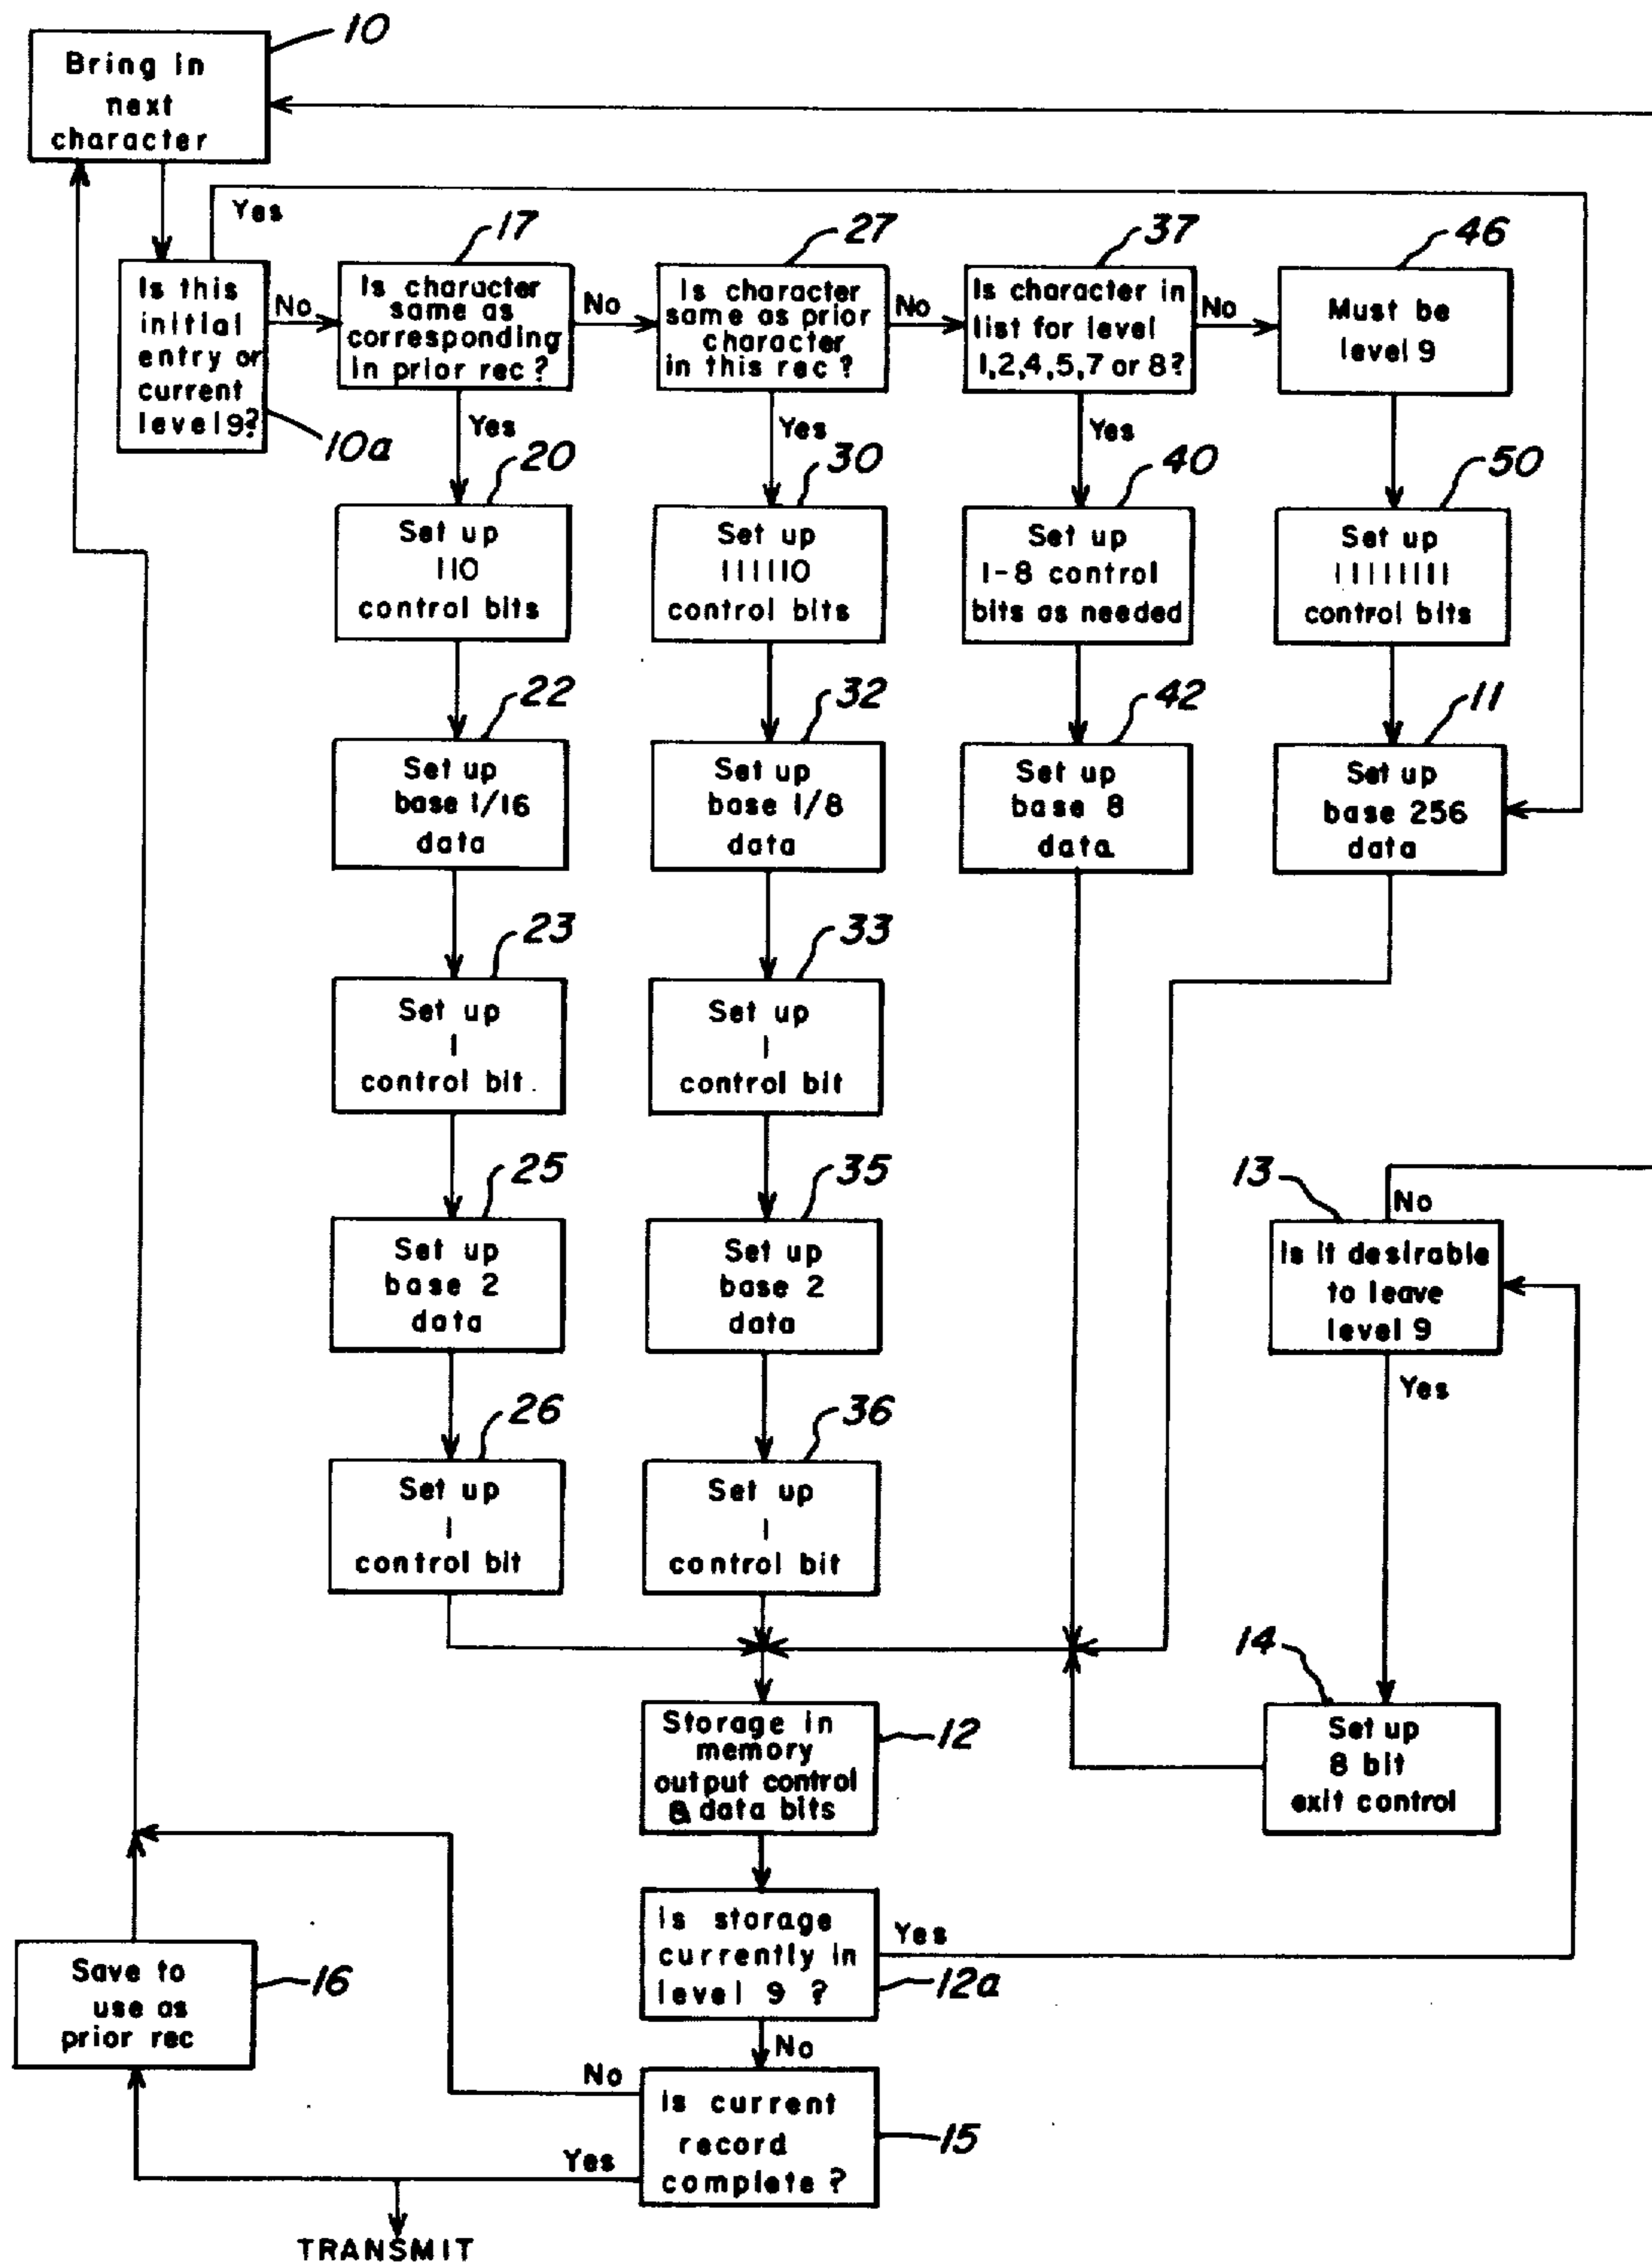 10
Bring in
next
character
Yes
17
27
37
46
Is this
initial
entry or
current
level 9?
10a
No
Is character
same as
corresponding
in prior rec?
No
Is character
same as prior
character
in this rec?
No
Is character in
list for level
1,2,4,5,7 or 8?
No
Must be
level 9
Yes
Yes
Yes
20
30
40
50
Set up
110
control bits
Set up
111110
control bits
Set up
1-8 control
bits as needed
Set up
11111111
control bits
22
32
42
11
Set up
base 1/16
data
Set up
base 1/8
data
Set up
base 8
data
Set up
base 256
data
23
33
Set up
1
control bit
Set up
1
control bit
25
35
13
No
Set up
base 2
data
Set up
base 2
data
Is it desirable
to leave
level 9
Yes
26
36
Set up
1
control bit
Set up
1
control bit
14
Set up
8 bit
exit control
12
Storage in
memory
output control
& data bits
Is storage
currently in
level 9 ?
Yes
12a
Save to
use as
prior rec
16
No
No
Is current
record
complete ?
15
Yes
TRANSMIT